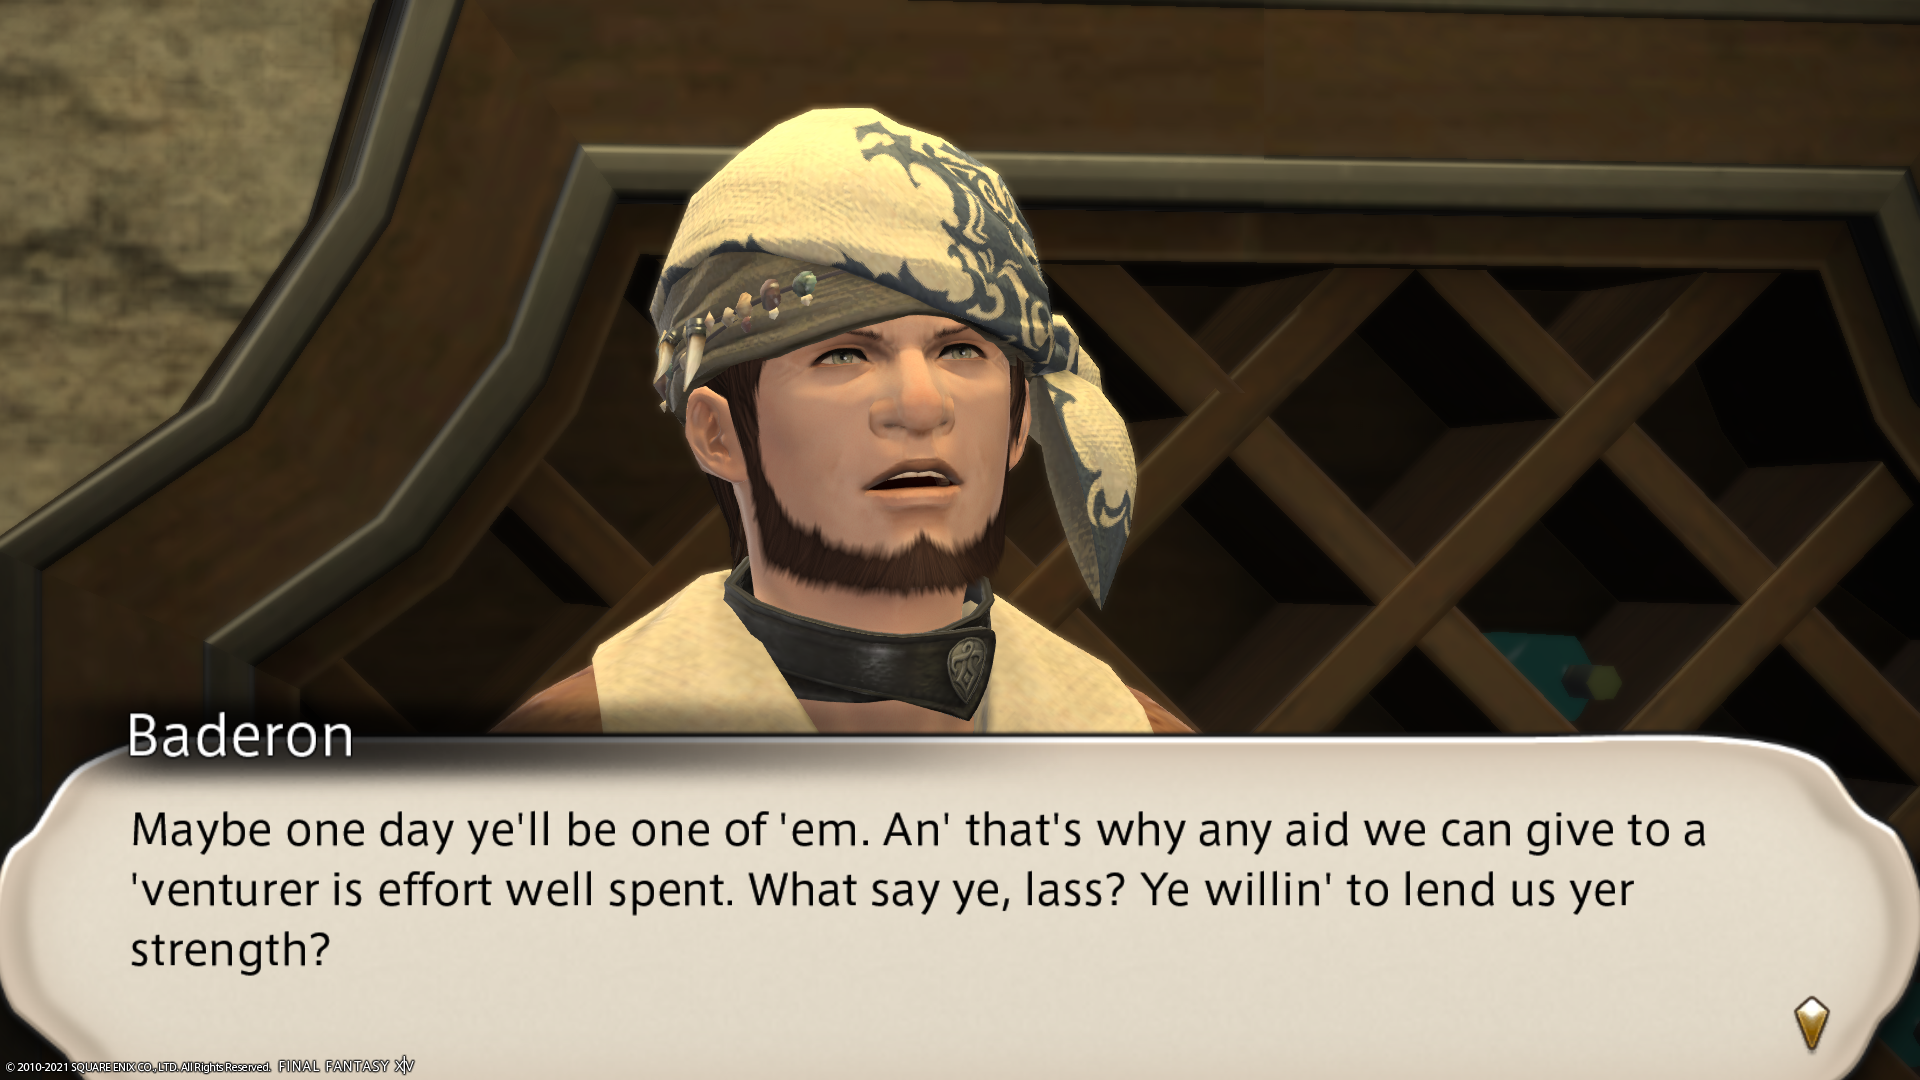 Baderon
Maybe one day ye'll be one of 'em. An' that's why any aid we can give to a
'venturer is effort well spent. What say ye, lass? Ye willin' to lend us yer
strength?
© 2010-2021 SQUARE ENIX CO., LTD. All Rights Reserved. FINAL FANTASY XIV